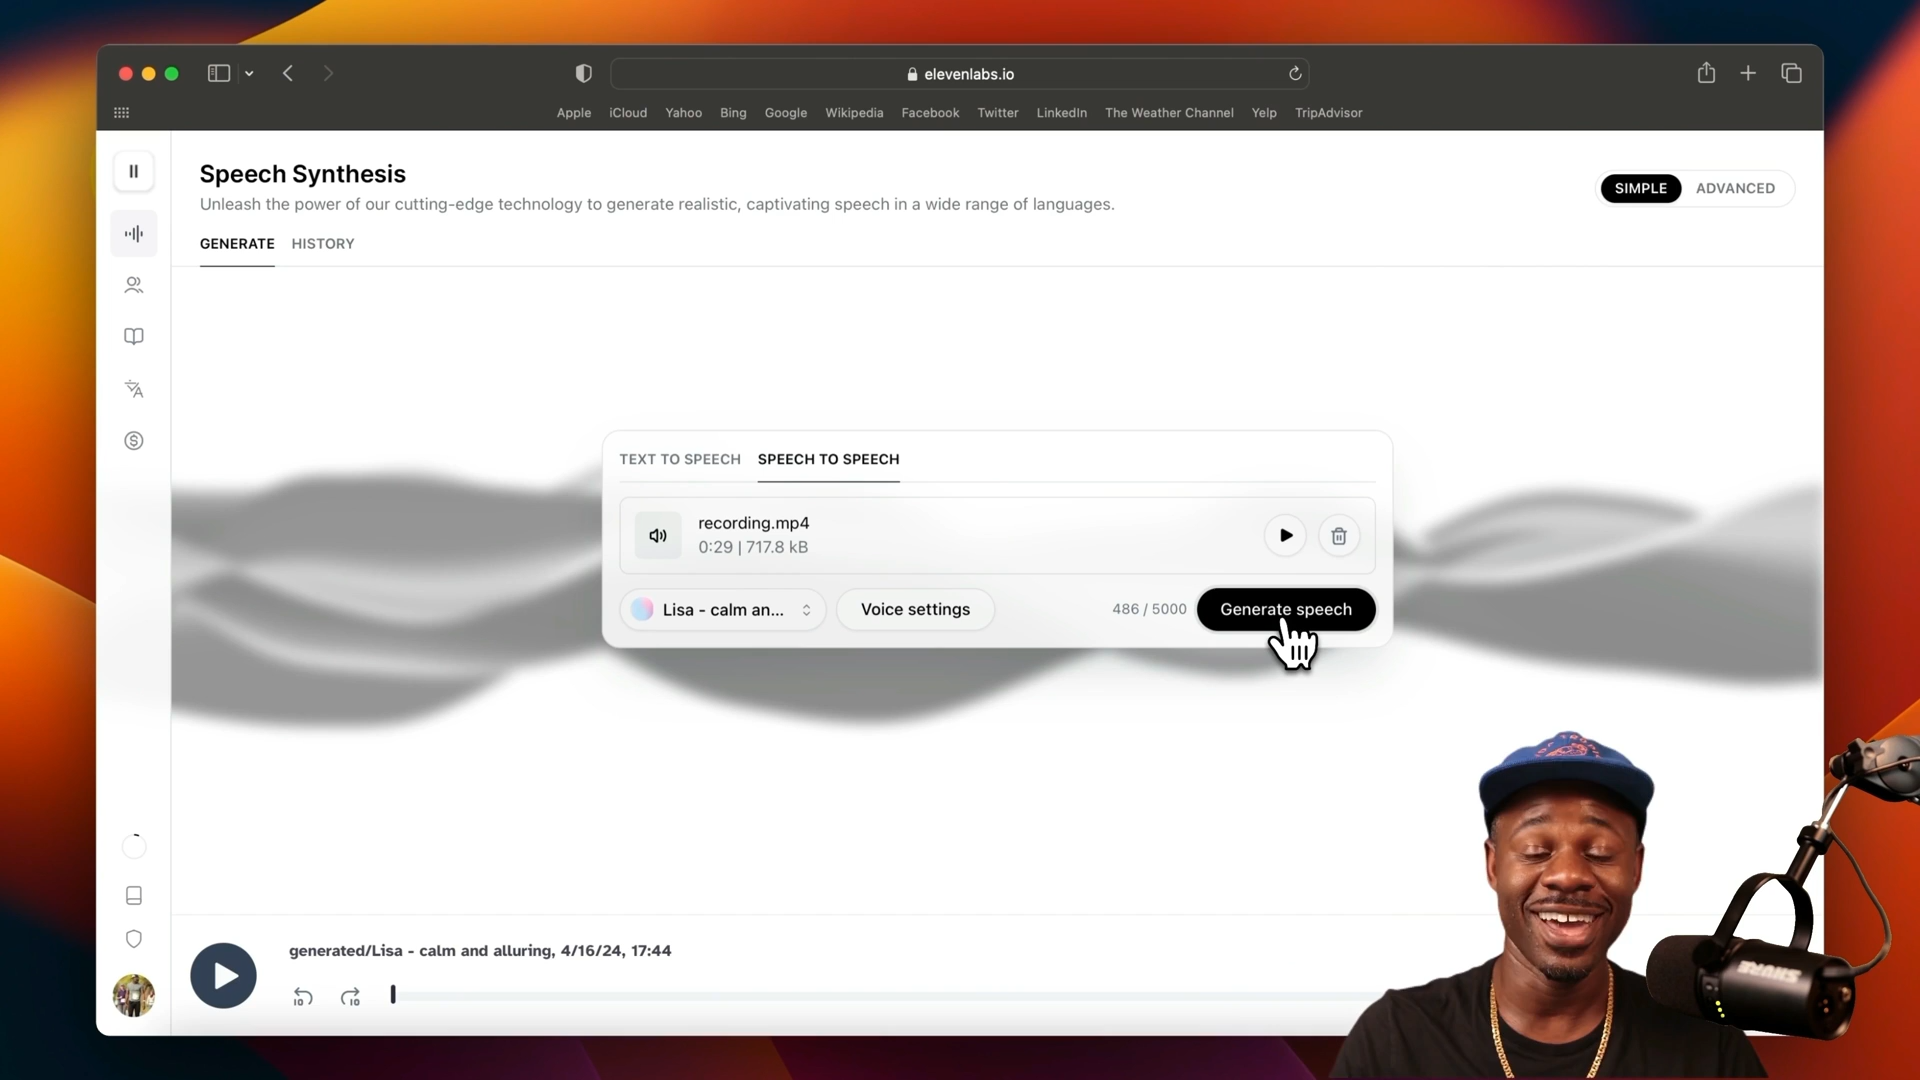 elevenlabs.io
Apple iCloud Yahoo Bing Google Wikipedia Facebook Twitter LinkedIn The Weather Channel Yelp TripAdvisor
Speech Synthesis
Unleash the power of our cutting-edge technology to generate realistic, captivating speech in a wide range of languages.
SIMPLE ADVANCED
GENERATE HISTORY
TEXT TO SPEECH SPEECH TO SPEECH
recording.mp4
0:29 | 717.8 kB
Lisa - calm an... Voice settings 486 / 5000 Generate speech
generated/Lisa - calm and alluring, 4/16/24, 17:44
10 10
SHURE